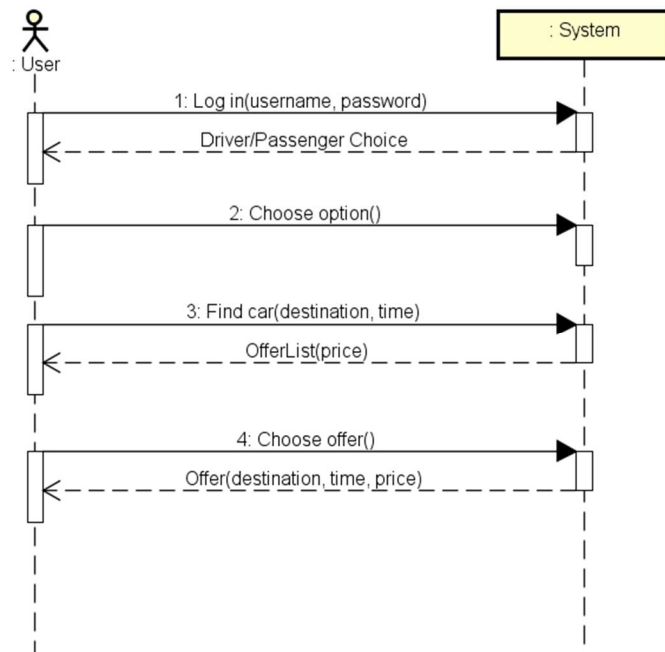 : User
: System
1: Log in(username, password)
Driver/Passenger Choice
2: Choose option()
3: Find car(destination, time)
OfferList(price)
4: Choose offer()
Offer(destination, time, price)